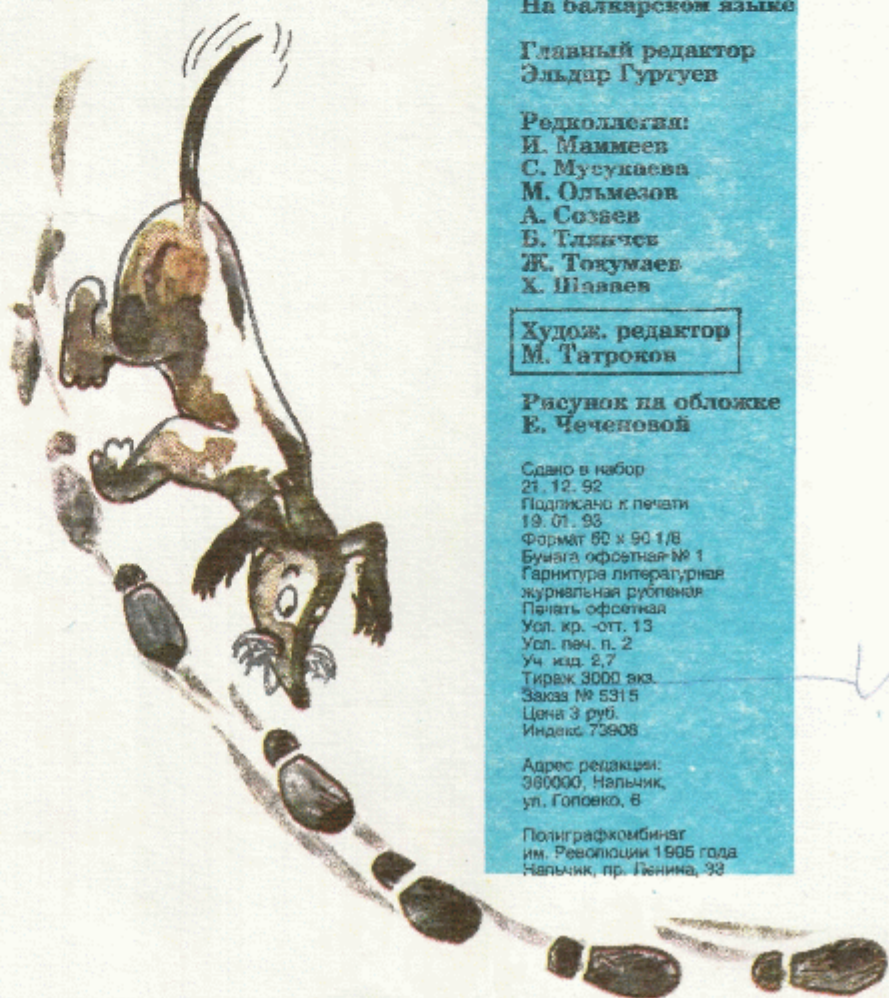 На балкарском языке
Главный редактор
Эльдар Гуртуев
Редколлегия:
И. Маммеев
С. Мусукаева
М. Ольмезов
А. Созаев
Б. Тлянчев
Ж. Токумаев
Х. Шаваев
Худож. редактор
М. Татроков
Рисунок на обложке
Е. Чеченовой
Сдано в набор
21. 12. 92
Подписано к печати
19. 01. 93
Формат 60 х 90 1/8
Бумага офсетная № 1
Гарнитура литературная
журнальная рубленая
Печать офсетная
Усл. кр. -отт. 13
Усл. печ. л. 2
Уч. изд. 2,7
Тираж 3000 экз.
Заказ № 5315
Цена 3 руб.
Индекс 73908
Адрес редакции:
360000, Нальчик,
ул. Головко, 6
Полиграфкомбинат
им. Революции 1905 года
Нальчик, пр. Ленина, 33